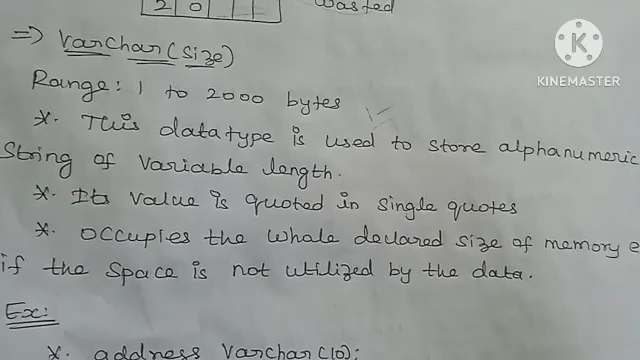 2 0 wasted
=> Varchar(size)
Range: 1 to 2000 bytes
*. This datatype is used to store alphanumeric
String of variable length.
*. Its value is quoted in single quotes
*. Occupies the whole declared size of memory e
if the space is not utilized by the data.
Ex:
*. address varchar(10);
K
KINEMASTER